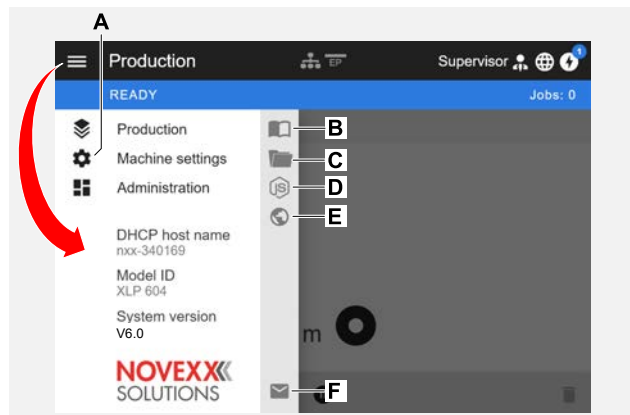 A
Production
EP
Supervisor
1
READY
Jobs: 0
Production
B
Machine settings
C
Administration
JS
D
E
DHCP host name
nxx-340169
Model ID
XLP 604
System version
V6.0
m
NOVEXX
SOLUTIONS
F